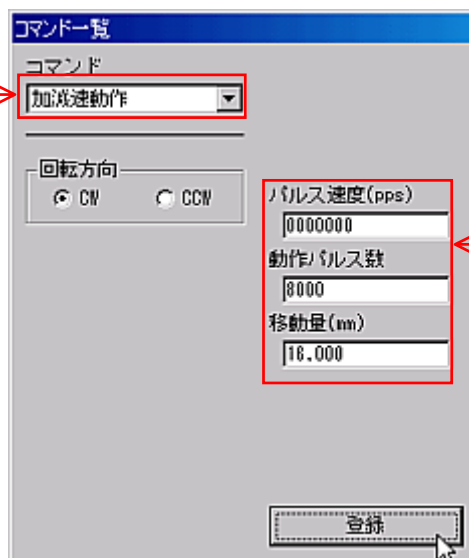 コマンド一覧
コマンド
加減速動作
回転方向
CW
CCW
パルス速度(pps)
0000000
動作パルス数
8000
移動量(mm)
16.000
登録